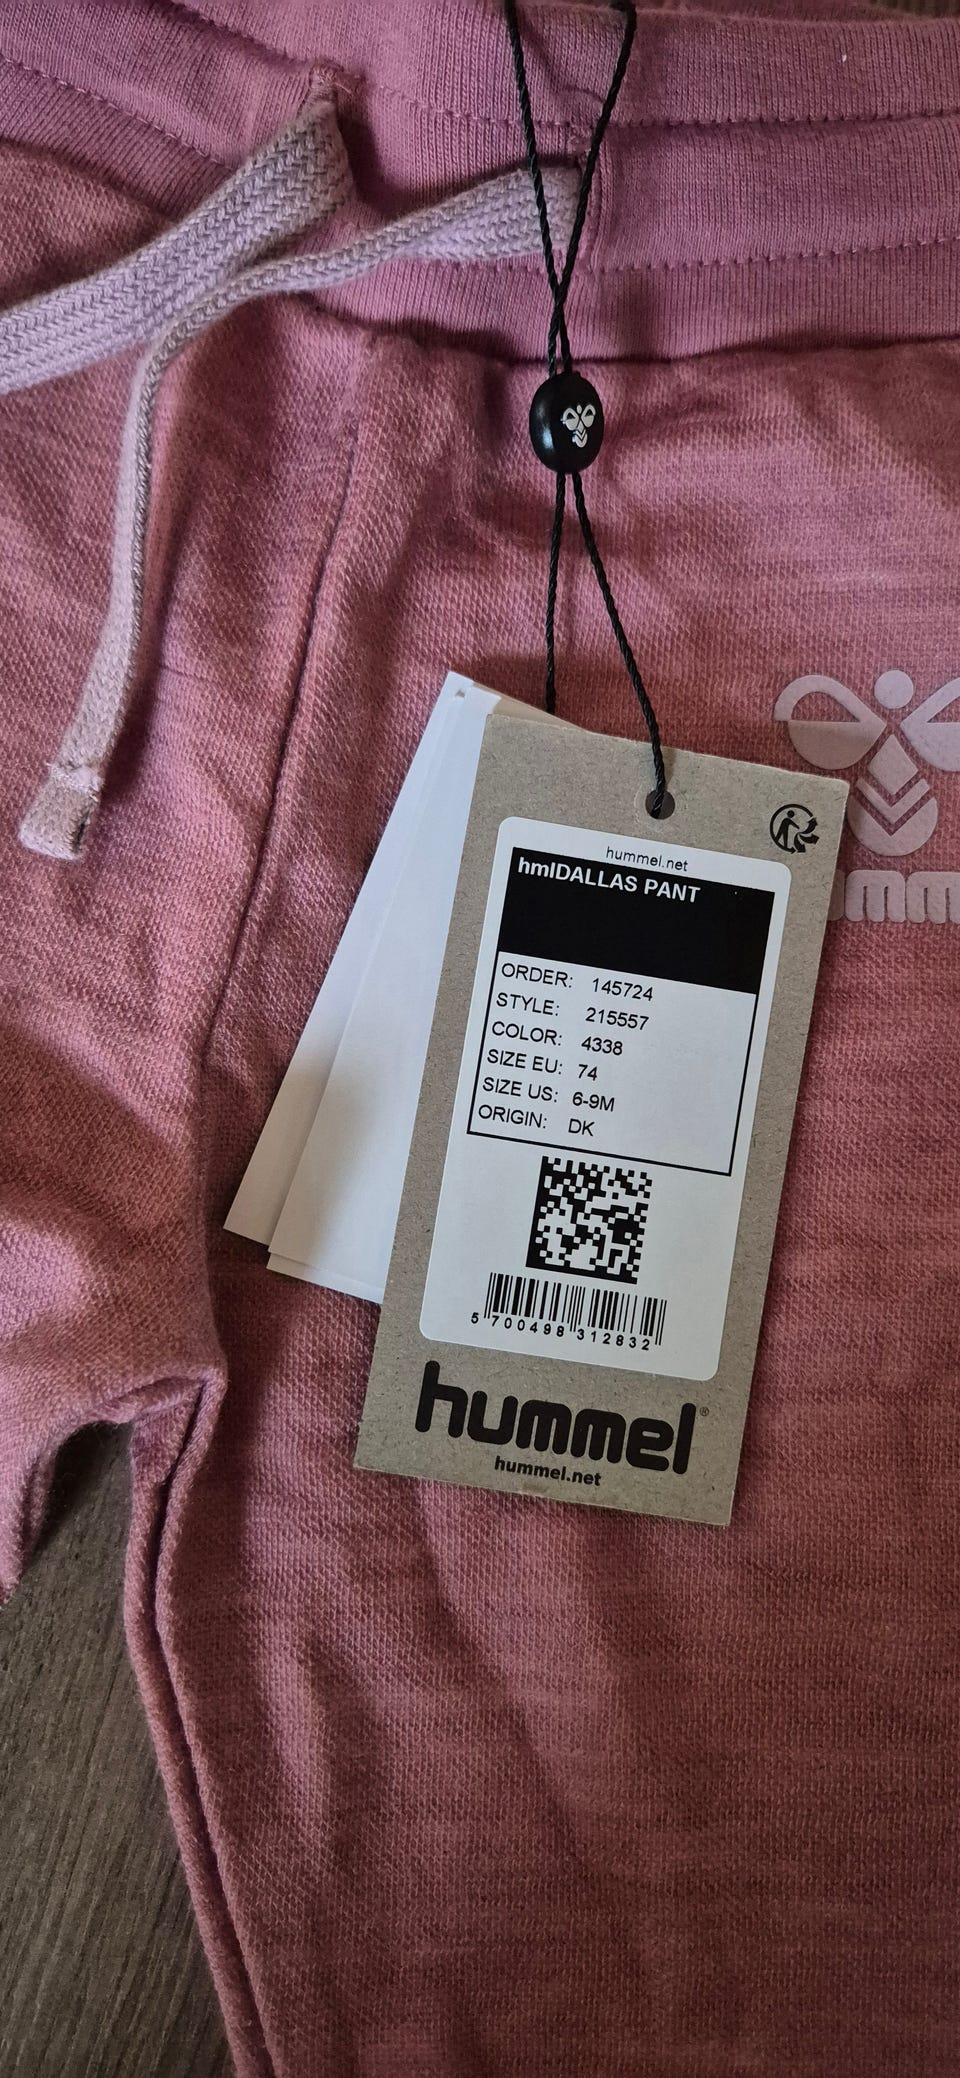 hummel.net
hmlDALLAS PANT
ORDER: 145724
STYLE: 215557
COLOR: 4338
SIZE EU: 74
SIZE US: 6-9M
ORIGIN: DK
5 700498 312832
hummel®
hummel.net